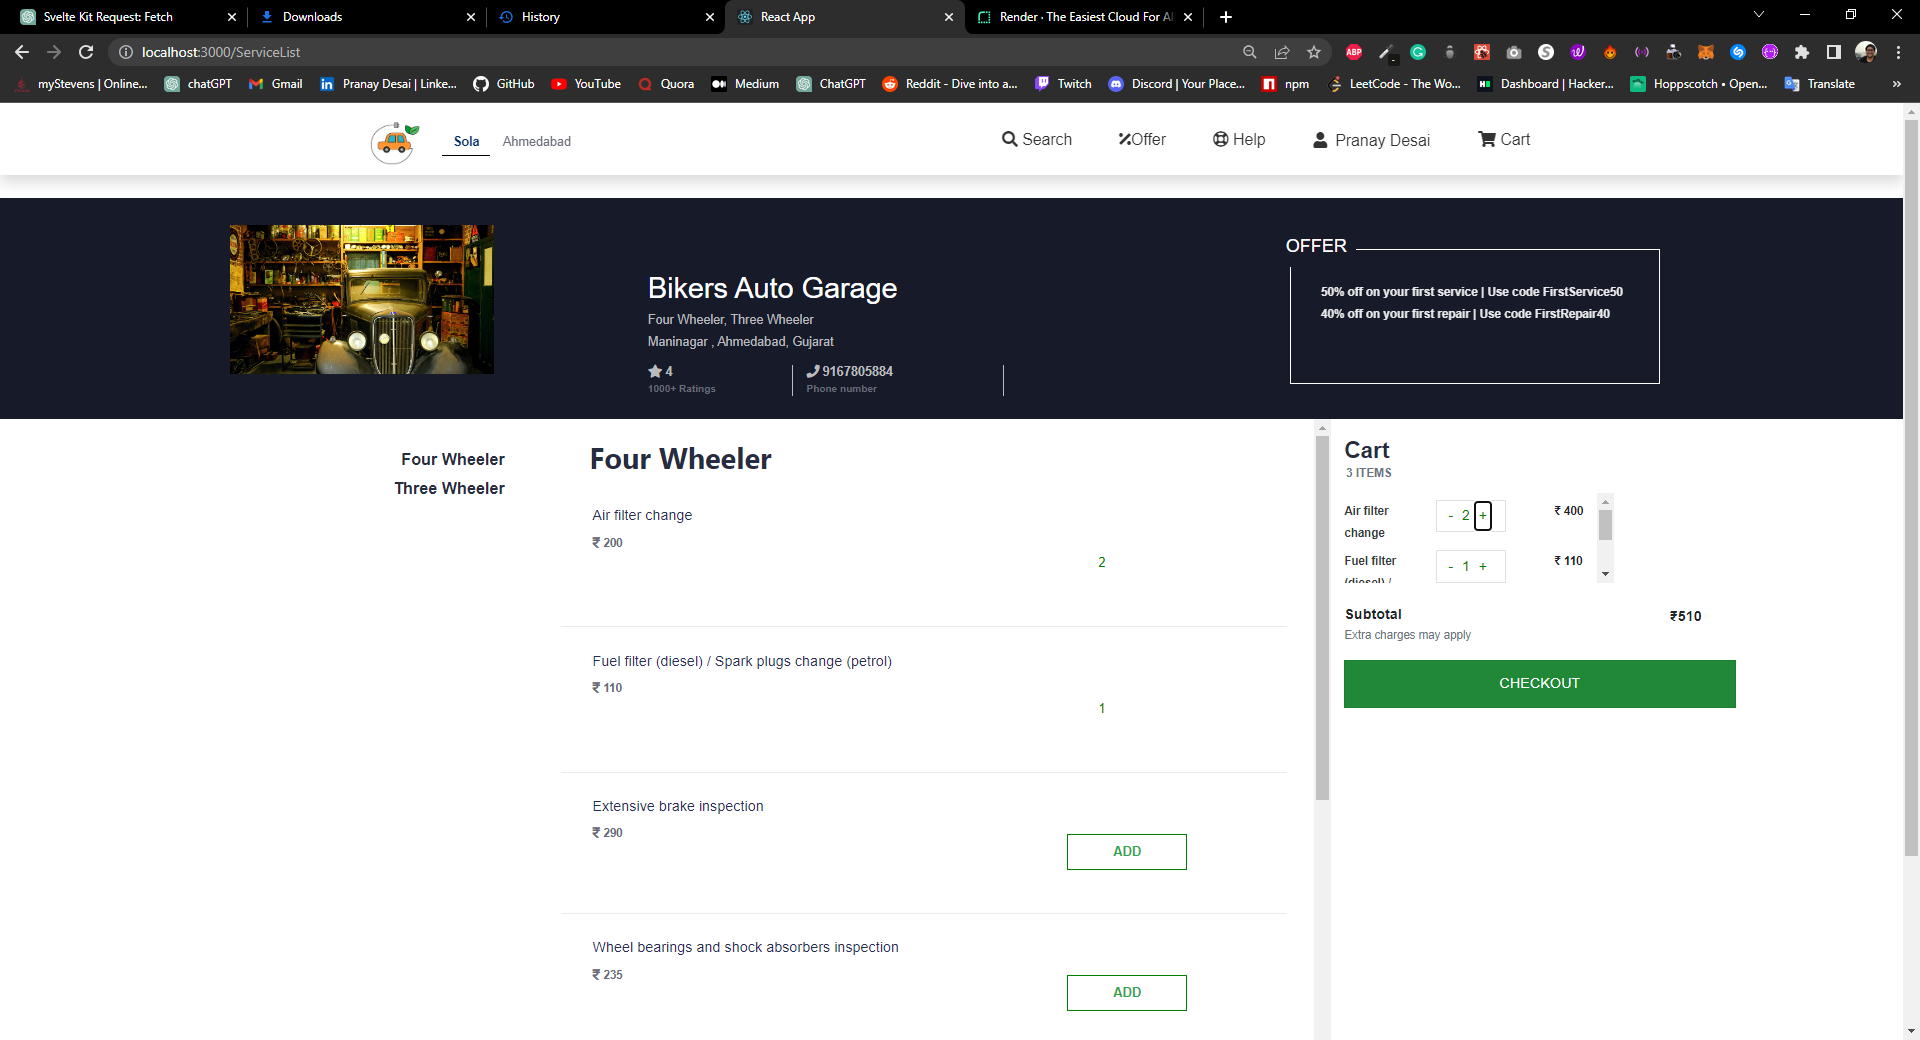 Svelte Kit Request: Fetch
Downloads
History
React App
Render · The Easiest Cloud For Al
localhost:3000/ServiceList
myStevens | Online...
chatGPT
Gmail
Pranay Desai | Linke...
GitHub
YouTube
Quora
Medium
ChatGPT
Reddit - Dive into a...
Twitch
Discord | Your Place...
npm
LeetCode - The Wo...
Dashboard | Hacker...
Hoppscotch • Open...
Translate
Sola
Ahmedabad
Search
Offer
Help
Pranay Desai
Cart
Bikers Auto Garage
Four Wheeler, Three Wheeler
Maninagar , Ahmedabad, Gujarat
4
1000+ Ratings
9167805884
Phone number
OFFER
50% off on your first service | Use code FirstService50
40% off on your first repair | Use code FirstRepair40
Four Wheeler
Three Wheeler
Four Wheeler
Air filter change
₹ 200
2
Fuel filter (diesel) / Spark plugs change (petrol)
₹ 110
1
Extensive brake inspection
₹ 290
ADD
Wheel bearings and shock absorbers inspection
₹ 235
ADD
Cart
3 ITEMS
Air filter
change
- 2 +
₹ 400
Fuel filter
(diesel) /
- 1 +
₹ 110
Subtotal
₹510
Extra charges may apply
CHECKOUT